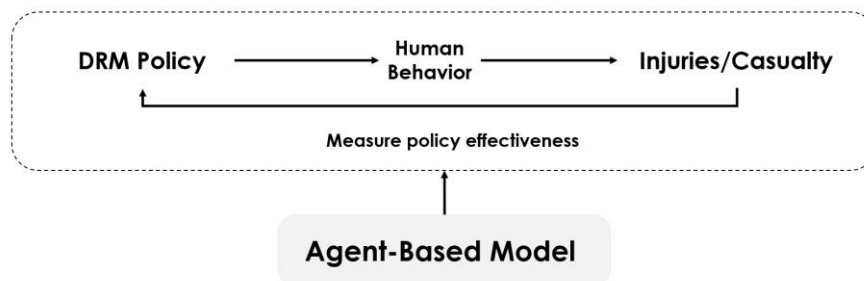 DRM Policy
Human
Behavior
Injuries/Casualty
Measure policy effectiveness
Agent-Based Model